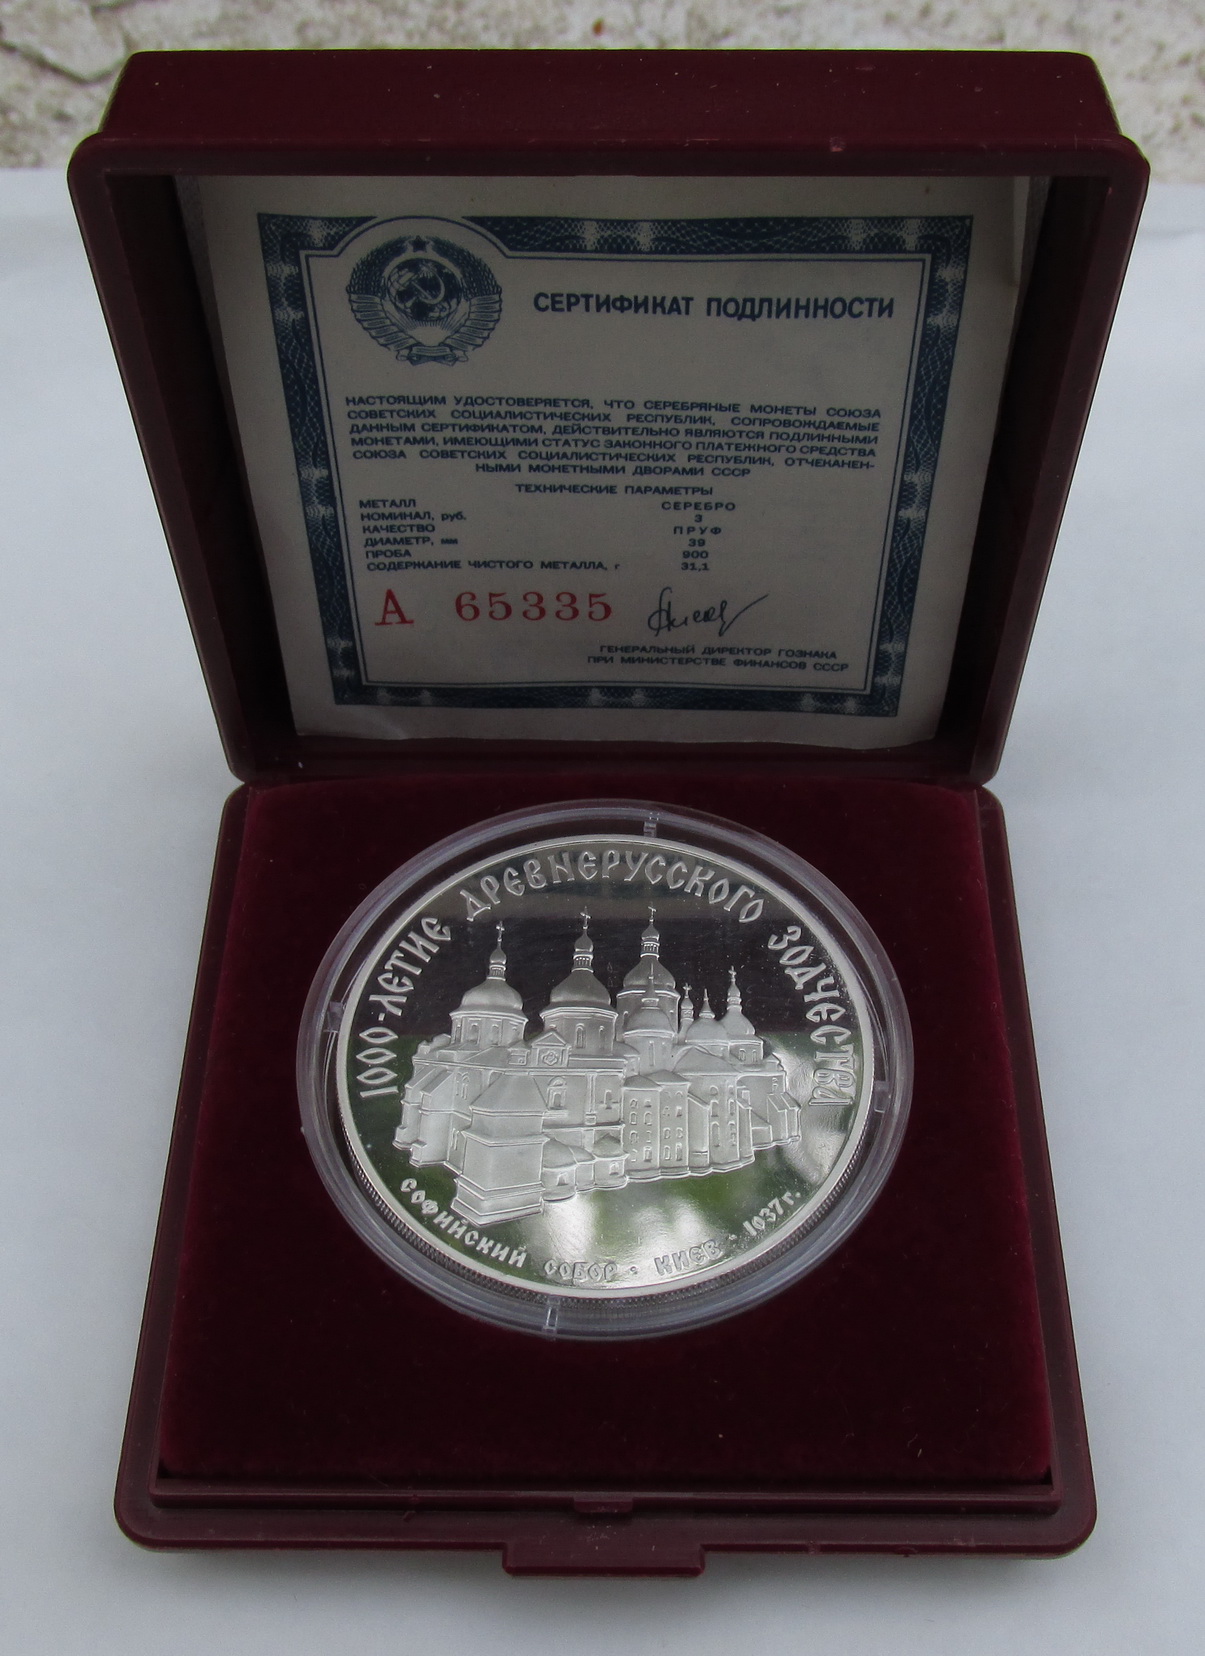 СЕРТИФИКАТ ПОДЛИННОСТИ
НАСТОЯЩИМ УДОСТОВЕРЯЕТСЯ, ЧТО СЕРЕБРЯНЫЕ МОНЕТЫ СОЮЗА
СОВЕТСКИХ СОЦИАЛИСТИЧЕСКИХ РЕСПУБЛИК, СОПРОВОЖДАЕМЫЕ
ДАННЫМ СЕРТИФИКАТОМ, ДЕЙСТВИТЕЛЬНО ЯВЛЯЮТСЯ ПОДЛИННЫМИ
МОНЕТАМИ, ИМЕЮЩИМИ СТАТУС ЗАКОННОГО ПЛАТЕЖНОГО СРЕДСТВА
СОЮЗА СОВЕТСКИХ СОЦИАЛИСТИЧЕСКИХ РЕСПУБЛИК, ОТЧЕКАНЕН-
НЫМИ МОНЕТНЫМИ ДВОРАМИ СССР
ТЕХНИЧЕСКИЕ ПАРАМЕТРЫ
МЕТАЛЛ СЕРЕБРО
НОМИНАЛ, руб. 3
КАЧЕСТВО ПРУФ
ДИАМЕТР, мм 39
ПРОБА 900
СОДЕРЖАНИЕ ЧИСТОГО МЕТАЛЛА, г 31,1
А 65335
ГЕНЕРАЛЬНЫЙ ДИРЕКТОР ГОЗНАКА
ПРИ МИНИСТЕРСТВЕ ФИНАНСОВ СССР
1000-ЛЕТИЕ ДРЕВНЕРУССКОГО ЗОДЧЕСТВА
СОФИЙСКИЙ СОБОР · КИЕВ · 1037 г.